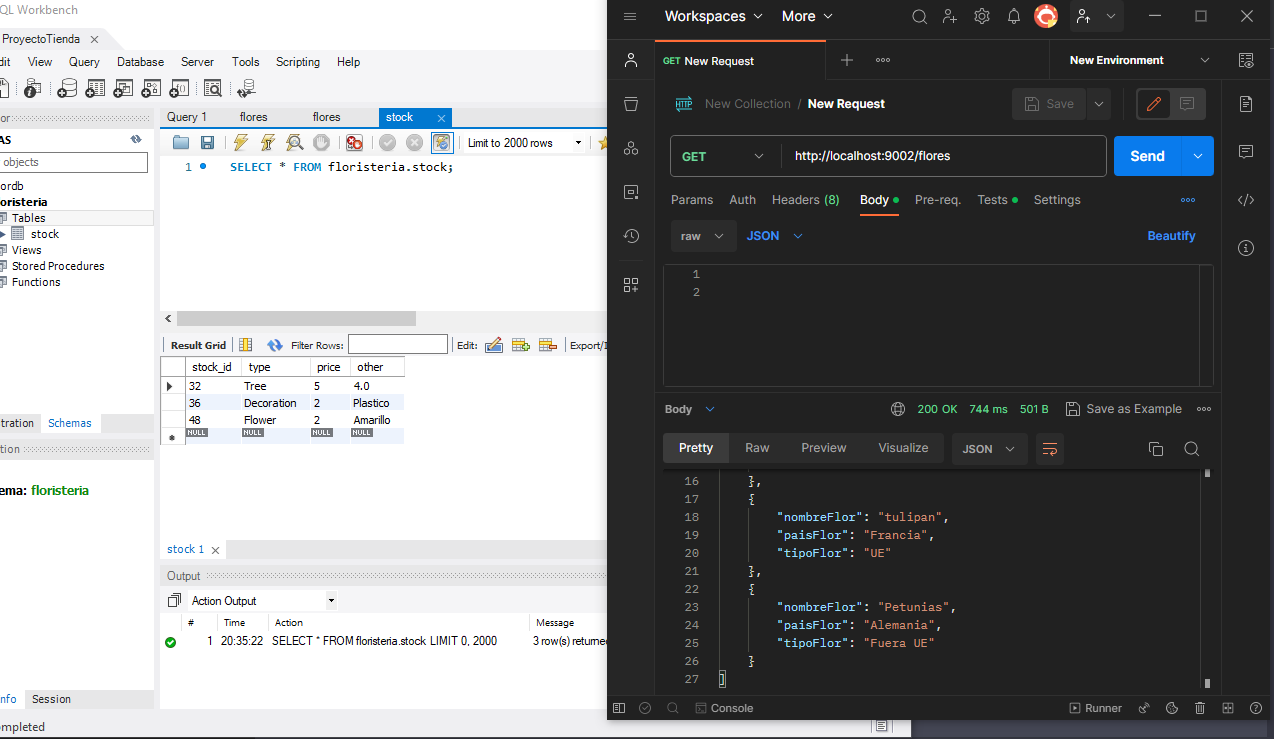 QL Workbench
ProyectoTienda
dit View Query Database Server Tools Scripting Help
or
AS
objects
ordb
oristeria
Tables
stock
Views
Stored Procedures
Functions
tration Schemas
tion
ema: floristeria
nfo Session
ompleted
Query 1 flores flores stock
Limit to 2000 rows
1 SELECT * FROM floristeria.stock;
Result Grid Filter Rows: Edit: Export/I
stock_id type price other
32 Tree 5 4.0
36 Decoration 2 Plastico
48 Flower 2 Amarillo
NULL NULL NULL NULL
stock 1
Output
Action Output
# Time Action Message
1 20:35:22 SELECT * FROM floristeria.stock LIMIT 0, 2000 3 row(s) returned
Workspaces More
GET New Request
New Environment
HTTP New Collection / New Request Save
GET http://localhost:9002/flores Send
Params Auth Headers (8) Body Pre-req. Tests Settings
raw JSON Beautify
1
2
Body 200 OK 744 ms 501 B Save as Example
Pretty Raw Preview Visualize JSON
16 },
17 {
18 "nombreFlor": "tulipan",
19 "paisFlor": "Francia",
20 "tipoFlor": "UE"
21 },
22 {
23 "nombreFlor": "Petunias",
24 "paisFlor": "Alemania",
25 "tipoFlor": "Fuera UE"
26 }
27 ]
Console Runner